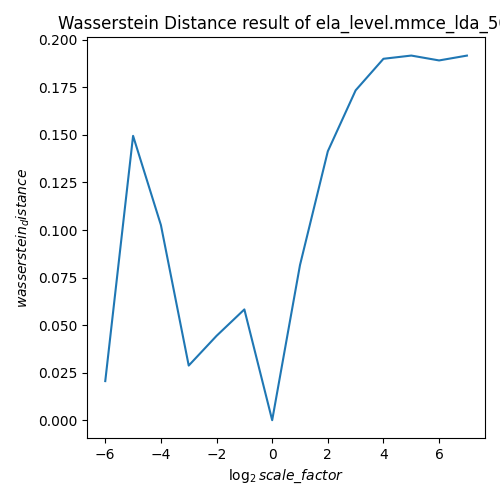 Wasserstein Distance result of ela_level.mmce_lda_5
0.200
0.175
0.150
0.125
0.100
0.075
0.050
0.025
0.000
wasserstein_distance
−6 −4 −2 0 2 4 6
log₂ scale_factor